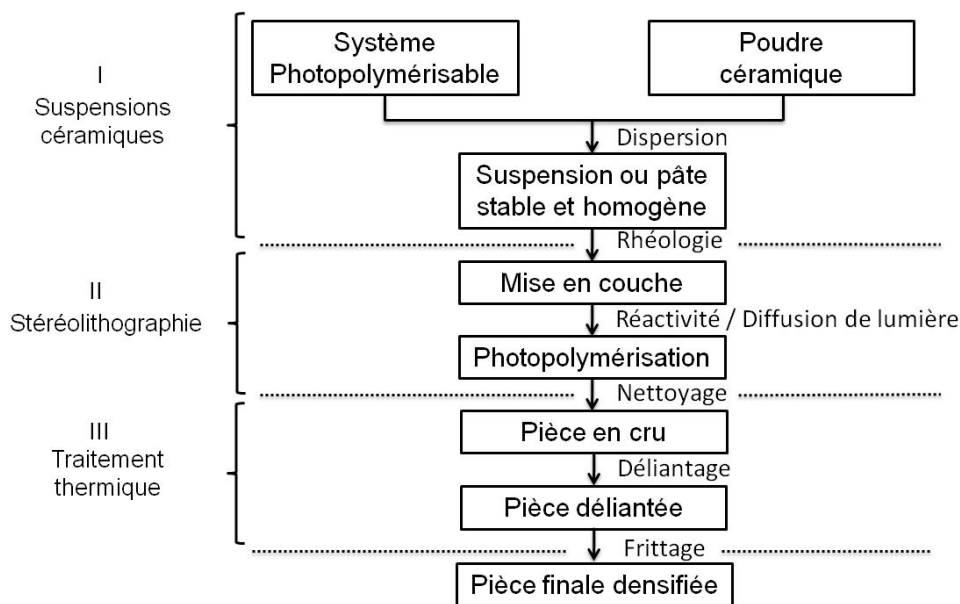 Système
Photopolymérisable
Poudre
céramique
I
Suspensions
céramiques
Dispersion
Suspension ou pâte
stable et homogène
Rhéologie
Mise en couche
II
Stéréolithographie
Réactivité / Diffusion de lumière
Photopolymérisation
Nettoyage
Pièce en cru
III
Traitement
thermique
Déliantage
Pièce déliantée
Frittage
Pièce finale densifiée